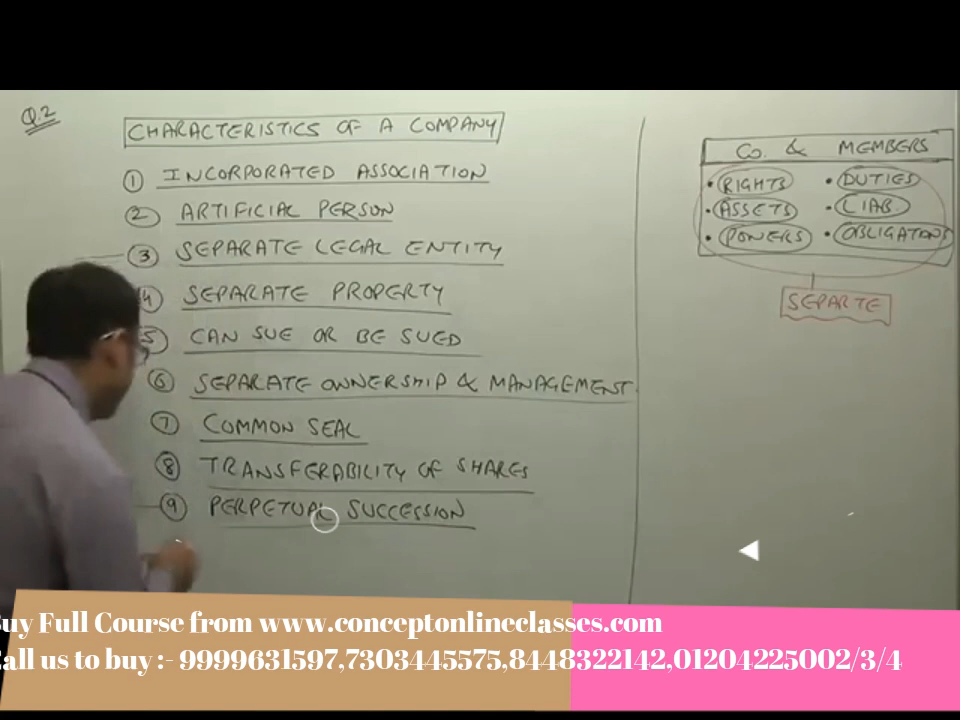 Q.2
CHARACTERISTICS OF A COMPANY
1 INCORPORATED ASSOCIATION
2 ARTIFICIAL PERSON
3 SEPARATE LEGAL ENTITY
4 SEPARATE PROPERTY
5 CAN SUE OR BE SUED
6 SEPARATE OWNERSHIP & MANAGEMENT.
7 COMMON SEAL
8 TRANSFERABILITY OF SHARES
9 PERPETUAL SUCCESSION
Co. & MEMBERS
• RIGHTS • DUTIES
• ASSETS • LIAB
• POWERS • OBLIGATIONS
SEPARTE
uy Full Course from www.conceptonlineclasses.com
all us to buy :- 9999631597,7303445575,8448322142,01204225002/3/4